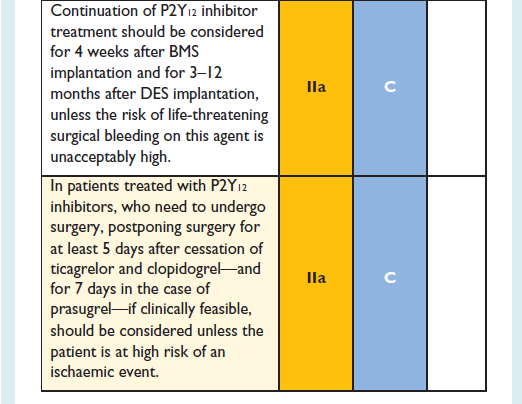 Continuation of P2Y12 inhibitor
treatment should be considered
for 4 weeks after BMS
implantation and for 3–12
months after DES implantation,
unless the risk of life-threatening
surgical bleeding on this agent is
unacceptably high.
IIa
C
In patients treated with P2Y12
inhibitors, who need to undergo
surgery, postponing surgery for
at least 5 days after cessation of
ticagrelor and clopidogrel—and
for 7 days in the case of
prasugrel—if clinically feasible,
should be considered unless the
patient is at high risk of an
ischaemic event.
IIa
C